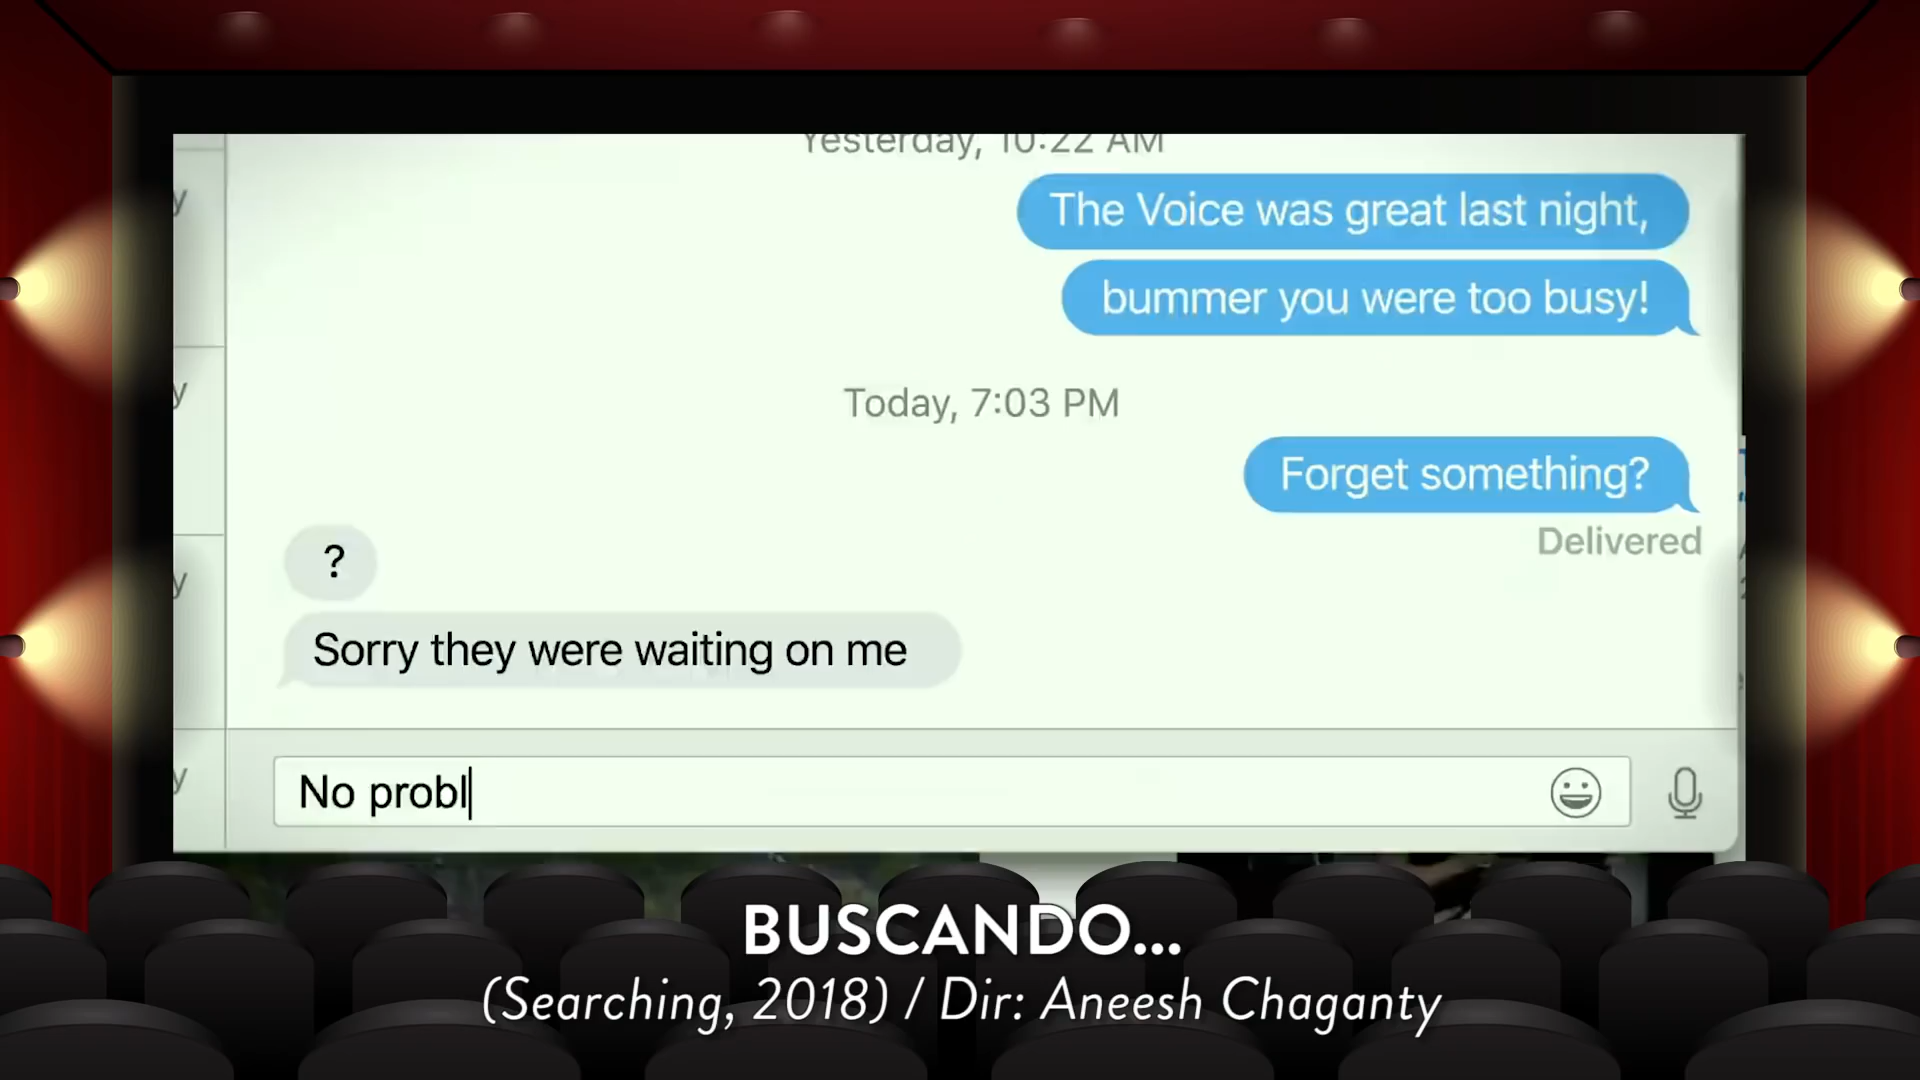 Yesterday, 10:22 AM
The Voice was great last night,
bummer you were too busy!
Today, 7:03 PM
Forget something?
Delivered
?
Sorry they were waiting on me
No probl
BUSCANDO...
(Searching, 2018) / Dir: Aneesh Chaganty